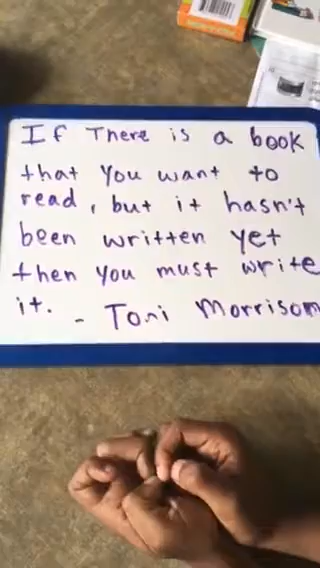 If There is a book
that you want to
read, but it hasn't
been written yet
then you must write
it. - Toni Morrison